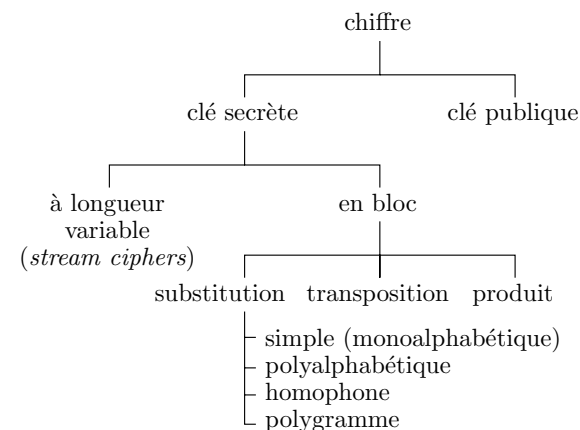 chiffre
clé secrète
clé publique
à longueur
variable
(stream ciphers)
en bloc
substitution
transposition
produit
simple (monoalphabétique)
polyalphabétique
homophone
polygramme